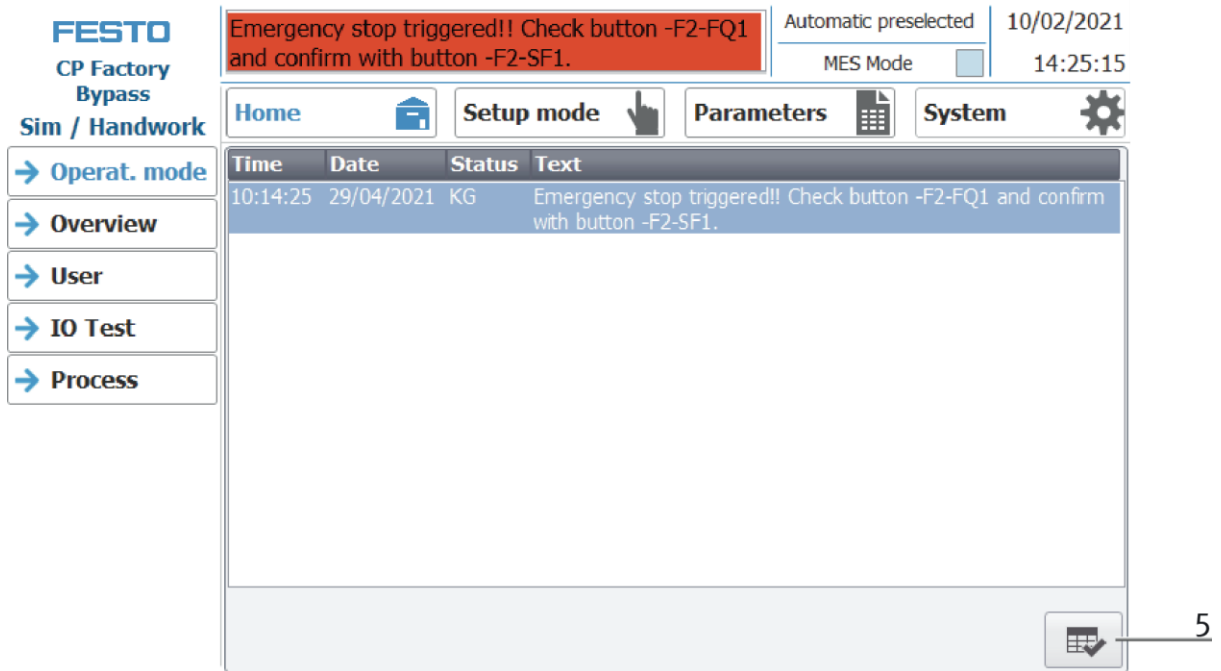 FESTO
CP Factory
Bypass
Sim / Handwork
Emergency stop triggered!! Check button -F2-FQ1
and confirm with button -F2-SF1.
Automatic preselected
MES Mode
10/02/2021
14:25:15
Home
Setup mode
Parameters
System
Operat. mode
Overview
User
IO Test
Process
Time Date Status Text
10:14:25 29/04/2021 KG Emergency stop triggered!! Check button -F2-FQ1 and confirm
with button -F2-SF1.
5